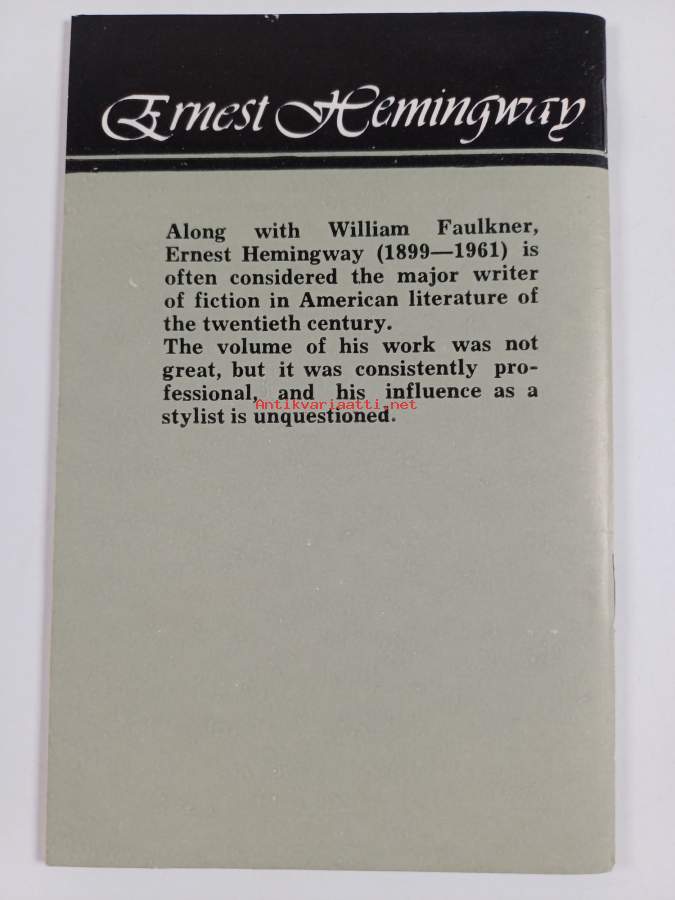 Ernest Hemingway
Along with William Faulkner,
Ernest Hemingway (1899—1961) is
often considered the major writer
of fiction in American literature of
the twentieth century.
The volume of his work was not
great, but it was consistently pro-
fessional, and his influence as a
Antikvariaatti.net
stylist is unquestioned.